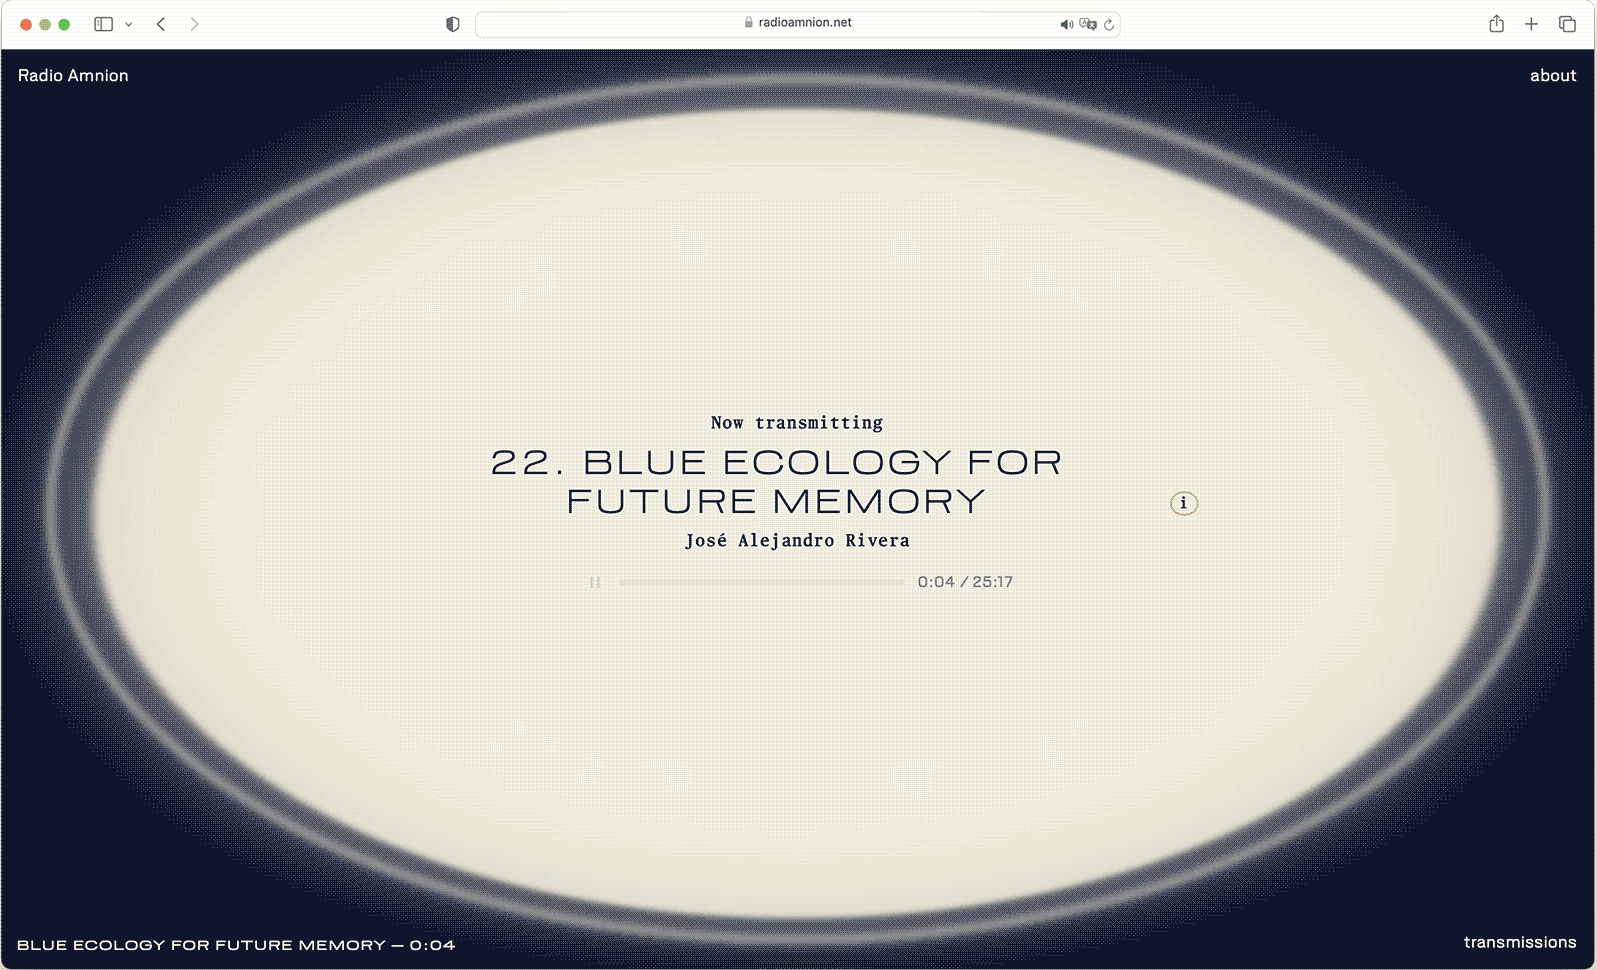 radioamnion.net
Radio Amnion
about
Now transmitting
22. BLUE ECOLOGY FOR
FUTURE MEMORY
i
José Alejandro Rivera
0:04 / 25:17
BLUE ECOLOGY FOR FUTURE MEMORY — 0:04
transmissions